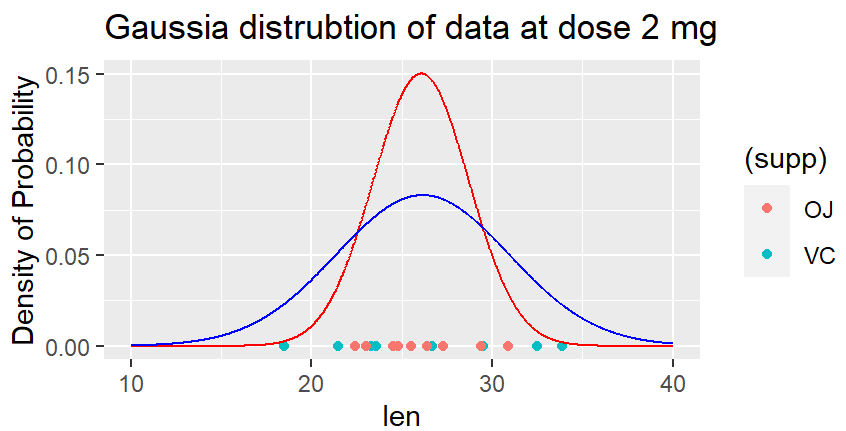 Gaussia distrubtion of data at dose 2 mg
Density of Probability
0.15
0.10
0.05
0.00
10 20 30 40
len
(supp)
OJ
VC